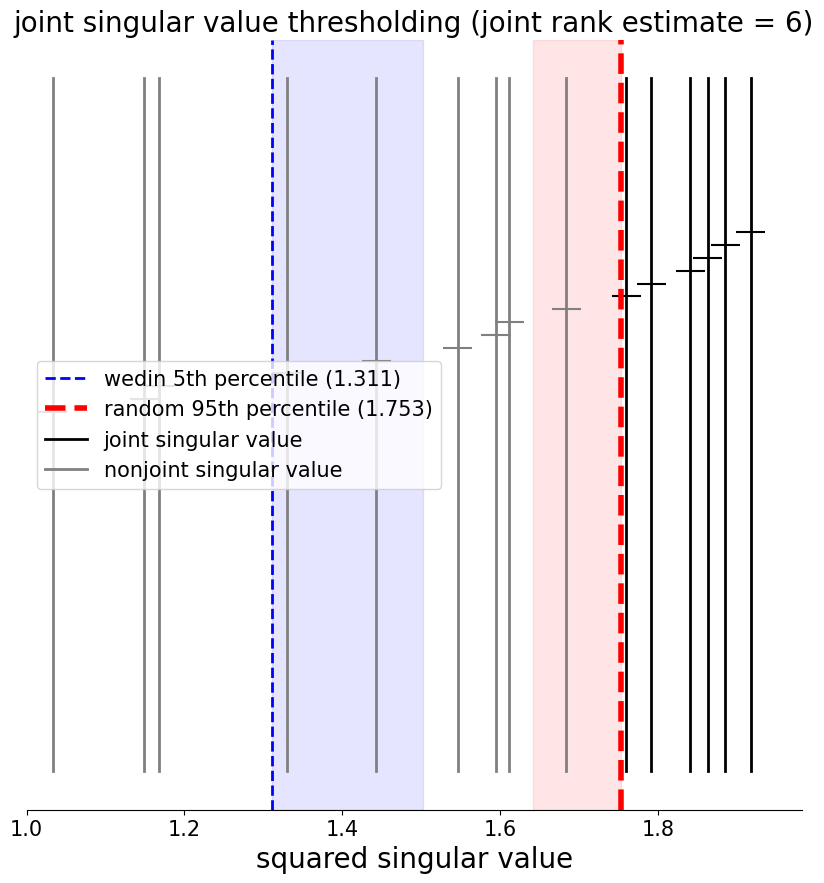 joint singular value thresholding (joint rank estimate = 6)
wedin 5th percentile (1.311)
random 95th percentile (1.753)
joint singular value
nonjoint singular value
1.0 1.2 1.4 1.6 1.8
squared singular value